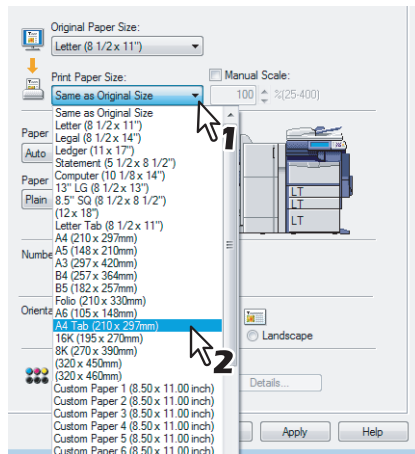 Original Paper Size:
Letter (8 1/2 x 11")
Print Paper Size:
Manual Scale:
Same as Original Size
100
%(25-400)
1
Same as Original Size
Letter (8 1/2 x 11")
Legal (8 1/2 x 14")
Ledger (11 x 17")
Statement (5 1/2 x 8 1/2")
Computer (10 1/8 x 14")
13" LG (8 1/2 x 13")
8.5" SQ (8 1/2 x 8 1/2")
(12 x 18")
Letter Tab (8 1/2 x 11")
A4 (210 x 297mm)
A5 (148 x 210mm)
A3 (297 x 420mm)
B4 (257 x 364mm)
B5 (182 x 257mm)
Folio (210 x 330mm)
A6 (105 x 148mm)
A4 Tab (210 x 297mm)
16K (195 x 270mm)
8K (270 x 390mm)
(320 x 450mm)
(320 x 460mm)
Custom Paper 1 (8.50 x 11.00 inch)
Custom Paper 2 (8.50 x 11.00 inch)
Custom Paper 3 (8.50 x 11.00 inch)
Custom Paper 4 (8.50 x 11.00 inch)
Custom Paper 5 (8.50 x 11.00 inch)
Custom Paper 6 (8.50 x 11.00 inch)
2
Paper
Auto
Paper
Plain
Numbe
Orienta
LT
LT
LT
Landscape
Details...
Apply
Help